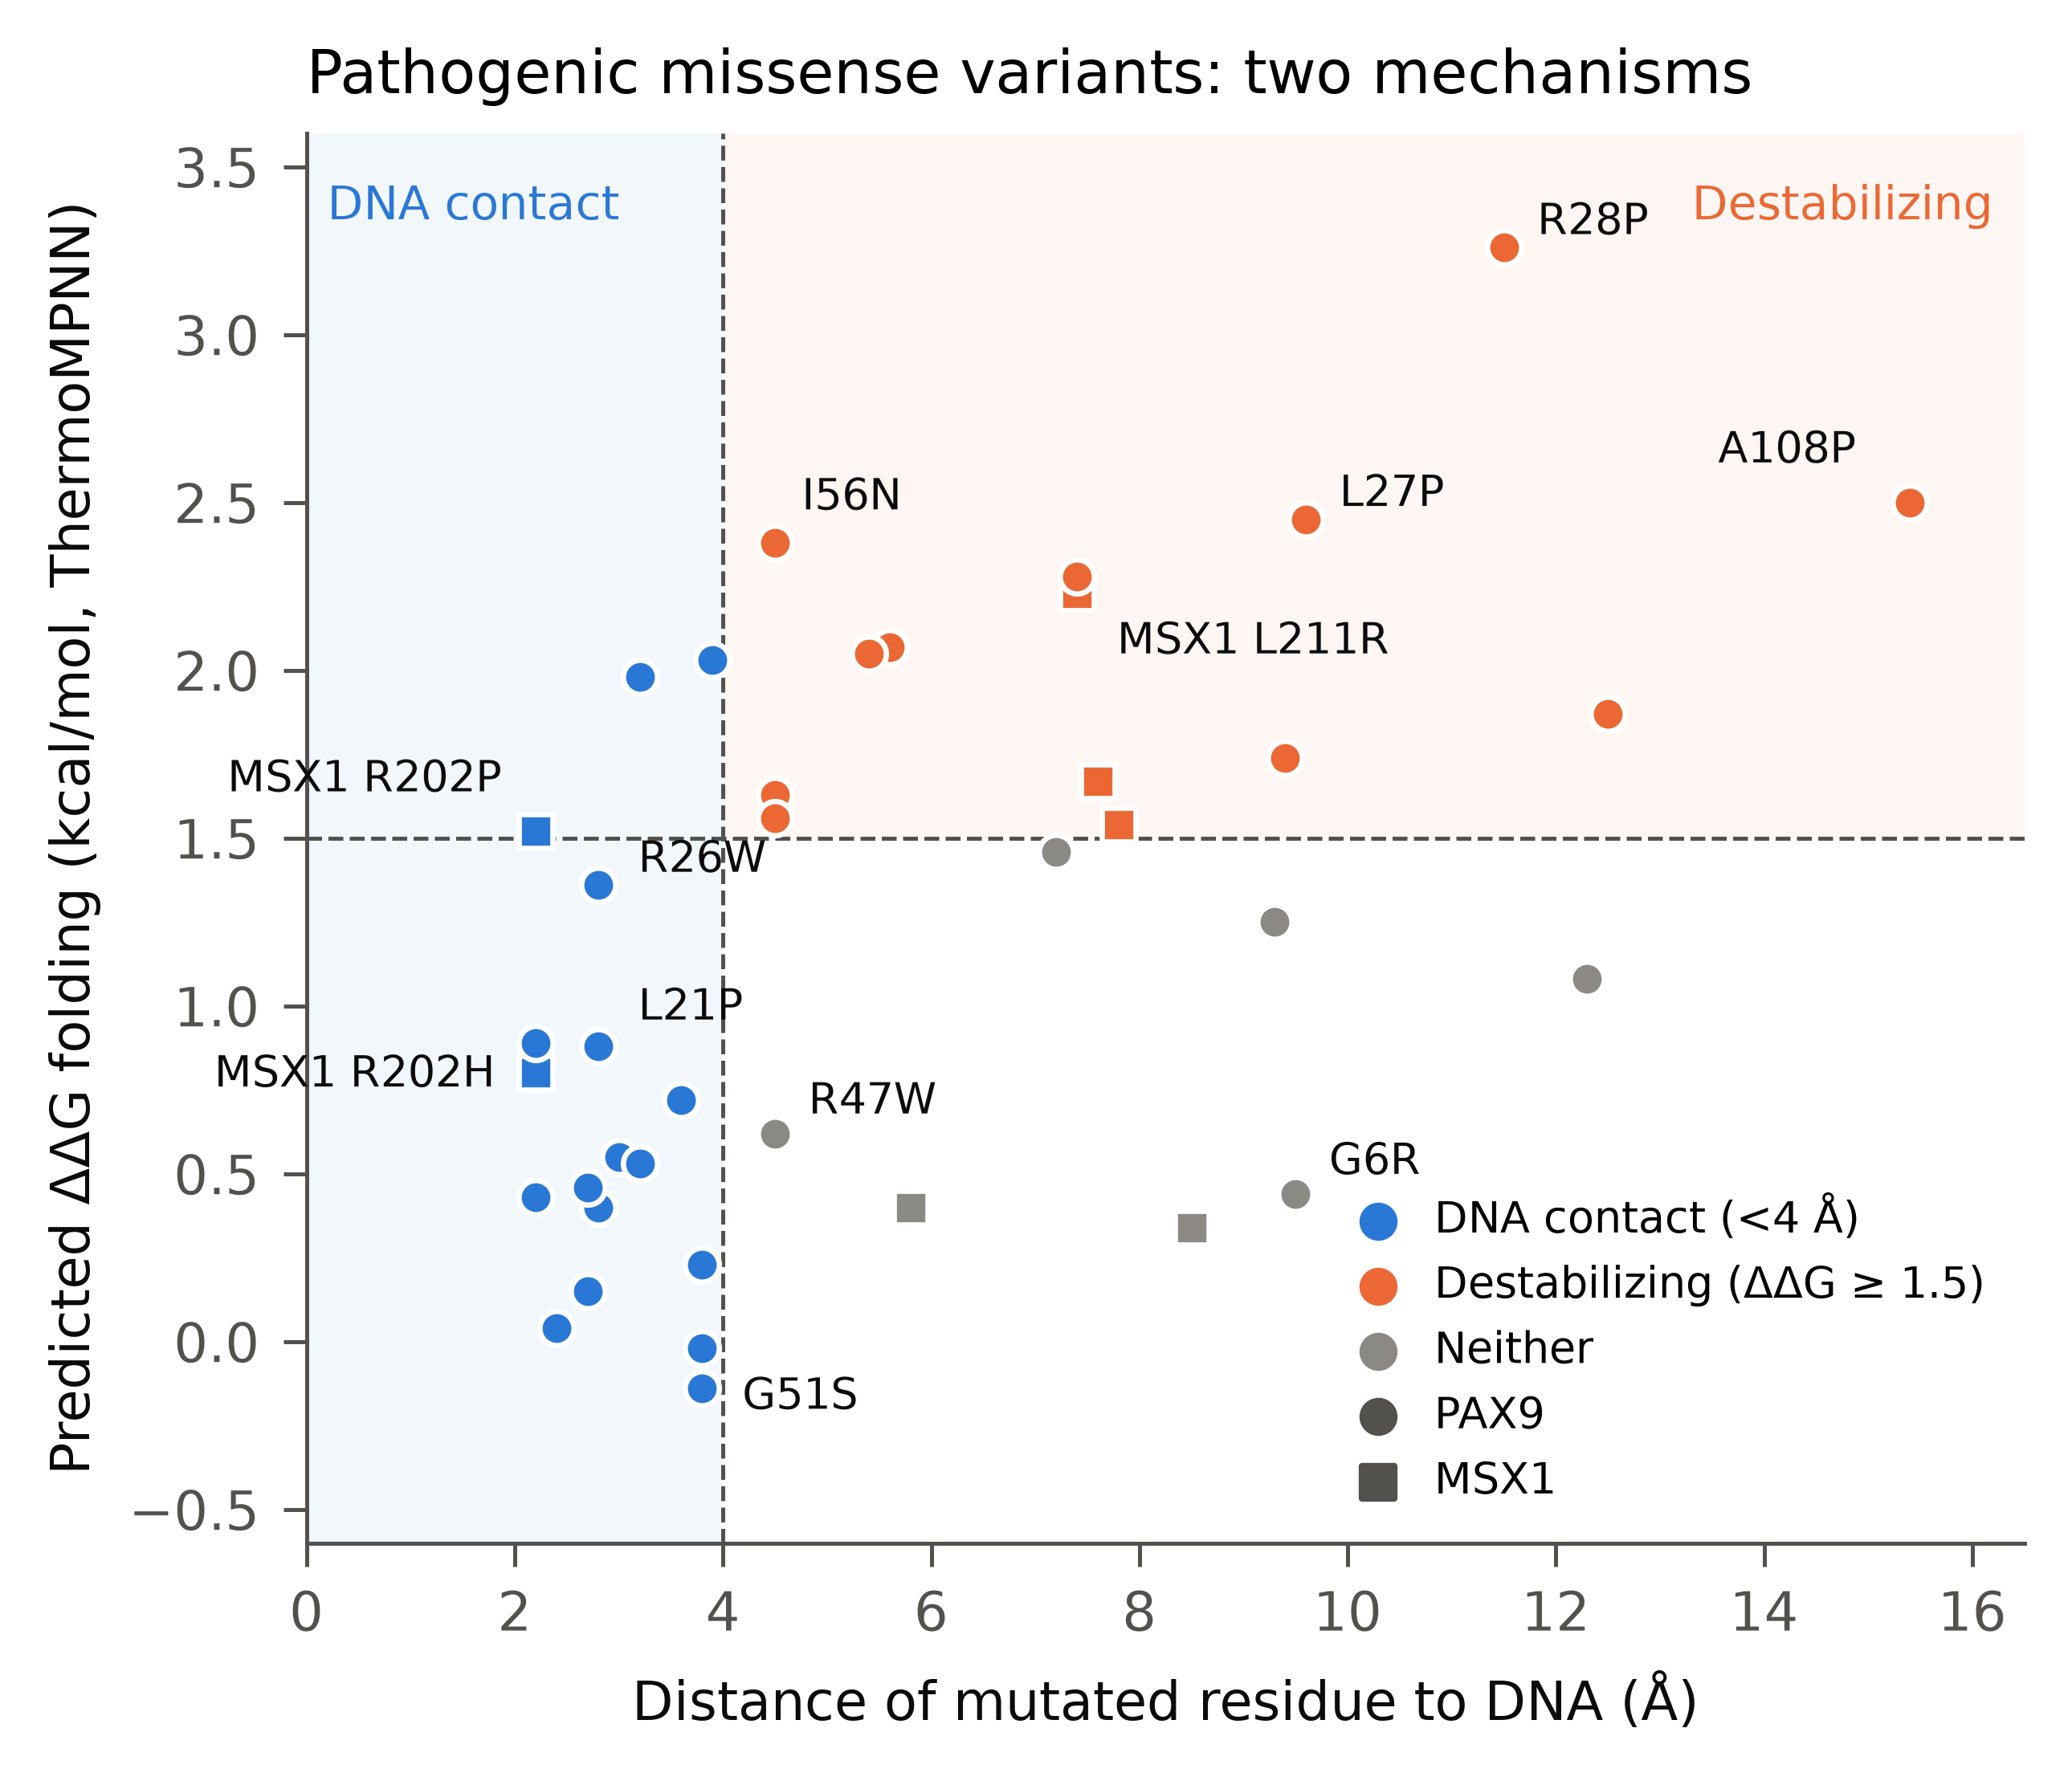 Pathogenic missense variants: two mechanisms
Predicted ΔΔG folding (kcal/mol, ThermoMPNN)
3.5
3.0
2.5
2.0
1.5
1.0
0.5
0.0
−0.5
DNA contact
Destabilizing
R28P
A108P
L27P
I56N
MSX1 L211R
MSX1 R202P
R26W
L21P
MSX1 R202H
R47W
G6R
G51S
DNA contact (<4 Å)
Destabilizing (ΔΔG ≥ 1.5)
Neither
PAX9
MSX1
0
2
4
6
8
10
12
14
16
Distance of mutated residue to DNA (Å)